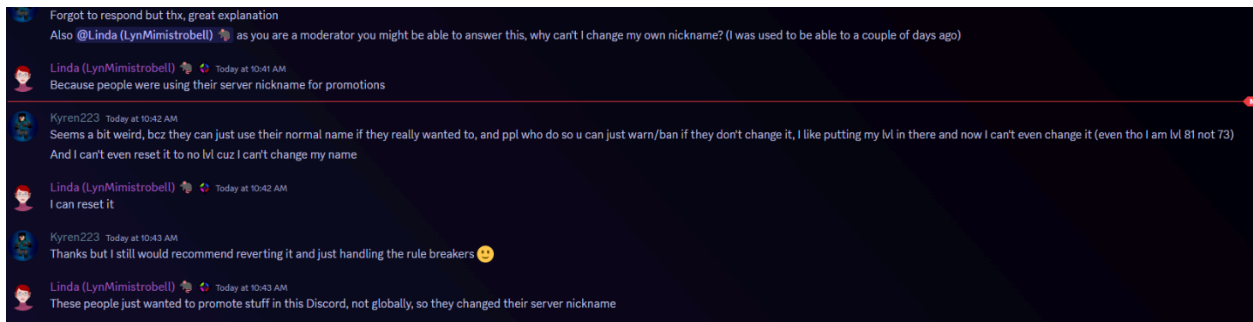 Forgot to respond but thx, great explanation
Also @Linda (LynMimistrobell) as you are a moderator you might be able to answer this, why can't I change my own nickname? (I was used to be able to a couple of days ago)
Linda (LynMimistrobell) Today at 10:41 AM
Because people were using their server nickname for promotions
Kyren223 Today at 10:42 AM
Seems a bit weird, bcz they can just use their normal name if they really wanted to, and ppl who do so u can just warn/ban if they don't change it, I like putting my lvl in there and now I can't even change it (even tho I am lvl 81 not 73)
And I can't even reset it to no lvl cuz I can't change my name
Linda (LynMimistrobell) Today at 10:42 AM
I can reset it
Kyren223 Today at 10:43 AM
Thanks but I still would recommend reverting it and just handling the rule breakers 🙂
Linda (LynMimistrobell) Today at 10:43 AM
These people just wanted to promote stuff in this Discord, not globally, so they changed their server nickname